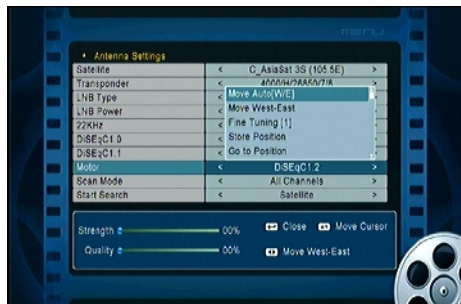 menu
Antenna Settings
Satellite < C_AsiaSat 3S (105.5E) >
Transponder < 4000/H/26850/7/8
LNB Type <
LNB Power <
22KHz <
DiSEqC1.0 <
DiSEqC1.1 <
Move Auto[W/E]
Move West-East
Fine Tuning [1]
Store Position
Go to Position
Motor < DiSEqC1.2 >
Scan Mode < All Channels >
Start Search < Satellite >
Strength 00%
Quality 00%
Close Move Cursor
Move West-East